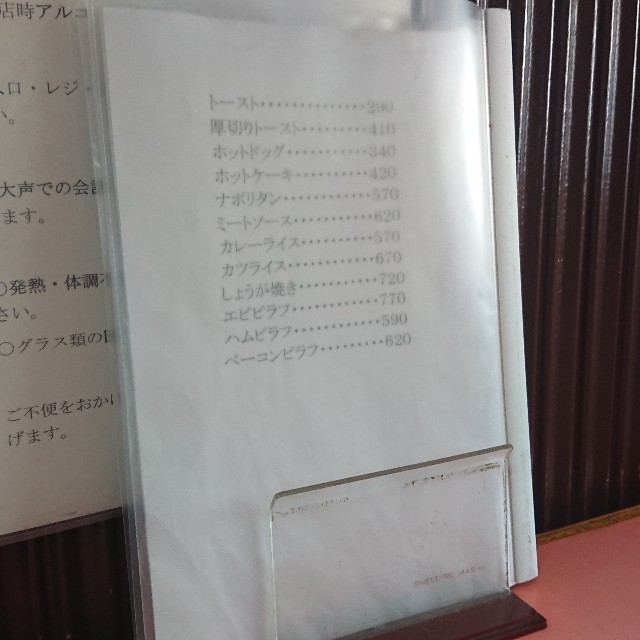 店時アルコ
入口・レジ・
い。
大声での会話
ます。
○発熱・体調不
さい。
○グラス類の
ご不便をおか
げます。
トースト・・・・・・・・・・・・・・290
厚切りトースト・・・・・・・・・410
ホットドッグ・・・・・・・・・・・340
ホットケーキ・・・・・・・・・・420
ナポリタン・・・・・・・・・・・・570
ミートソース・・・・・・・・・・620
カレーライス・・・・・・・・・・570
カツライス・・・・・・・・・・・・670
しょうが焼き・・・・・・・・・・720
エビピラフ・・・・・・・・・・・・770
ハムピラフ・・・・・・・・・・・・590
ベーコンピラフ・・・・・・・・620